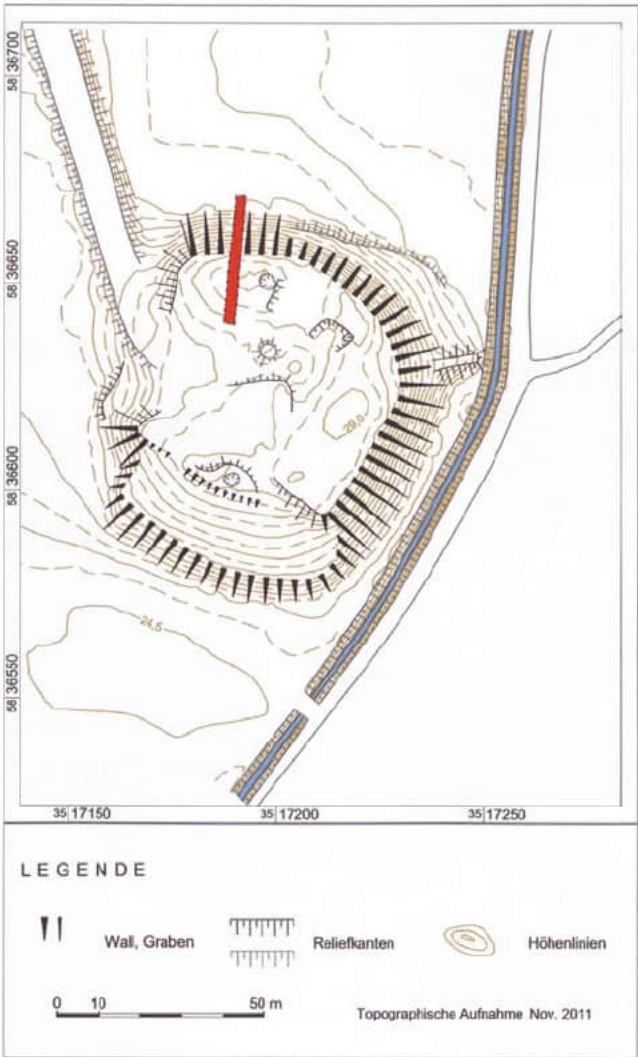 58|36700
58|36650
29,0
58|36600
24,5
58|36550
35|17150
35|17200
35|17250
LEGENDE
Wall, Graben
Reliefkanten
Höhenlinien
0 10 50 m
Topographische Aufnahme Nov. 2011